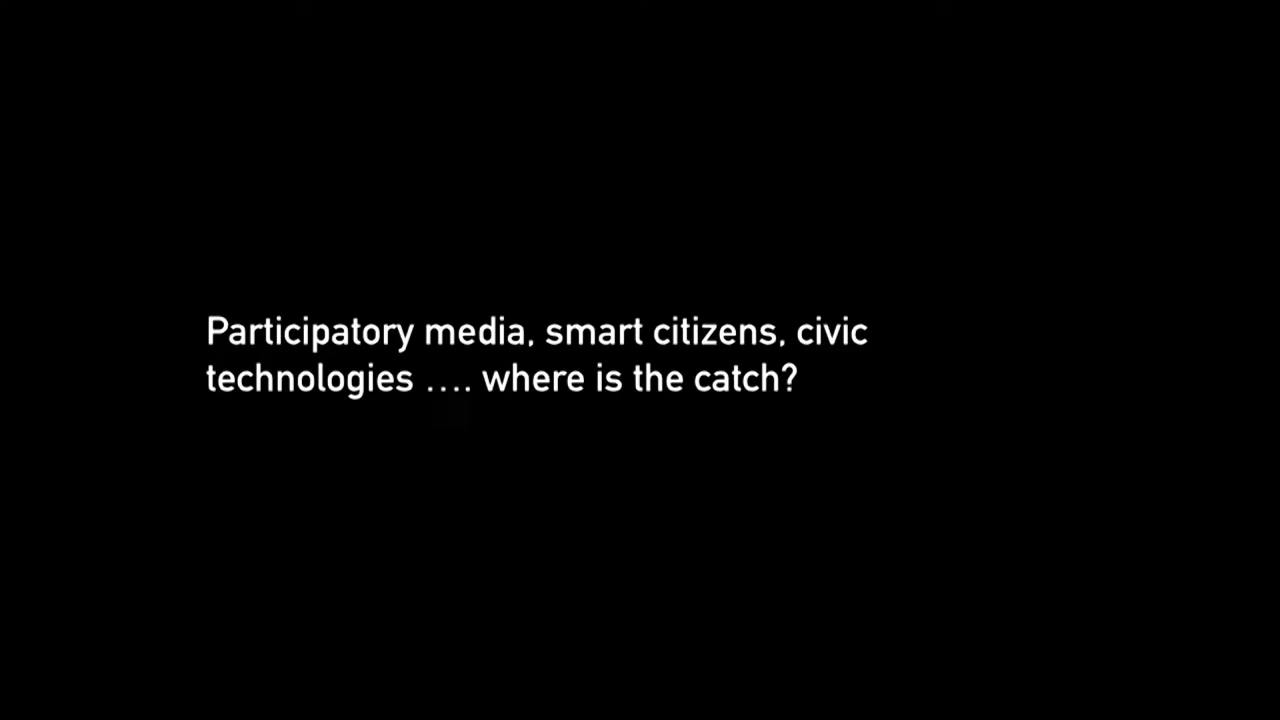 Participatory media, smart citizens, civic
technologies .... where is the catch?